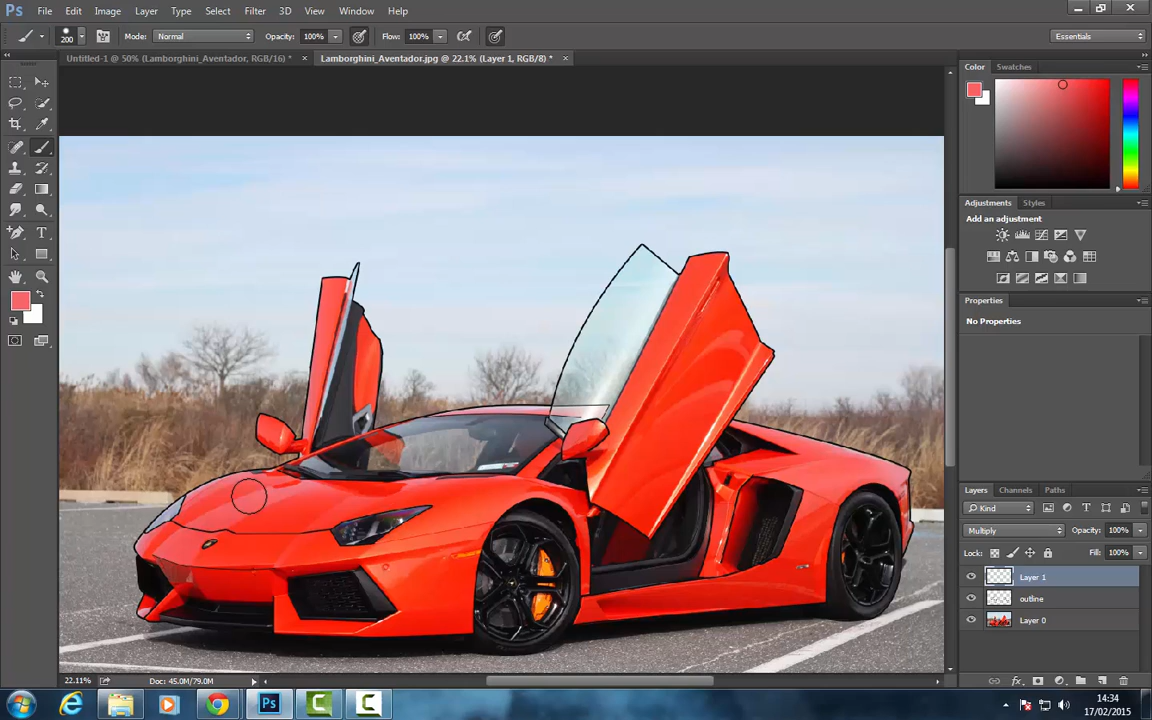 Ps File Edit Image Layer Type Select Filter 3D View Window Help
200 Mode: Normal Opacity: 100% Flow: 100% Essentials
Untitled-1 @ 50% (Lamborghini_Aventador, RGB/16) * × Lamborghini_Aventador.jpg @ 22.1% (Layer 1, RGB/8) * ×
Color Swatches
Adjustments Styles
Add an adjustment
Properties
No Properties
Layers Channels Paths
Kind
Multiply Opacity: 100%
Lock: Fill: 100%
Layer 1
outline
Layer 0
22.11% Doc: 45.0M/79.0M
Ps
14:34
17/02/2015